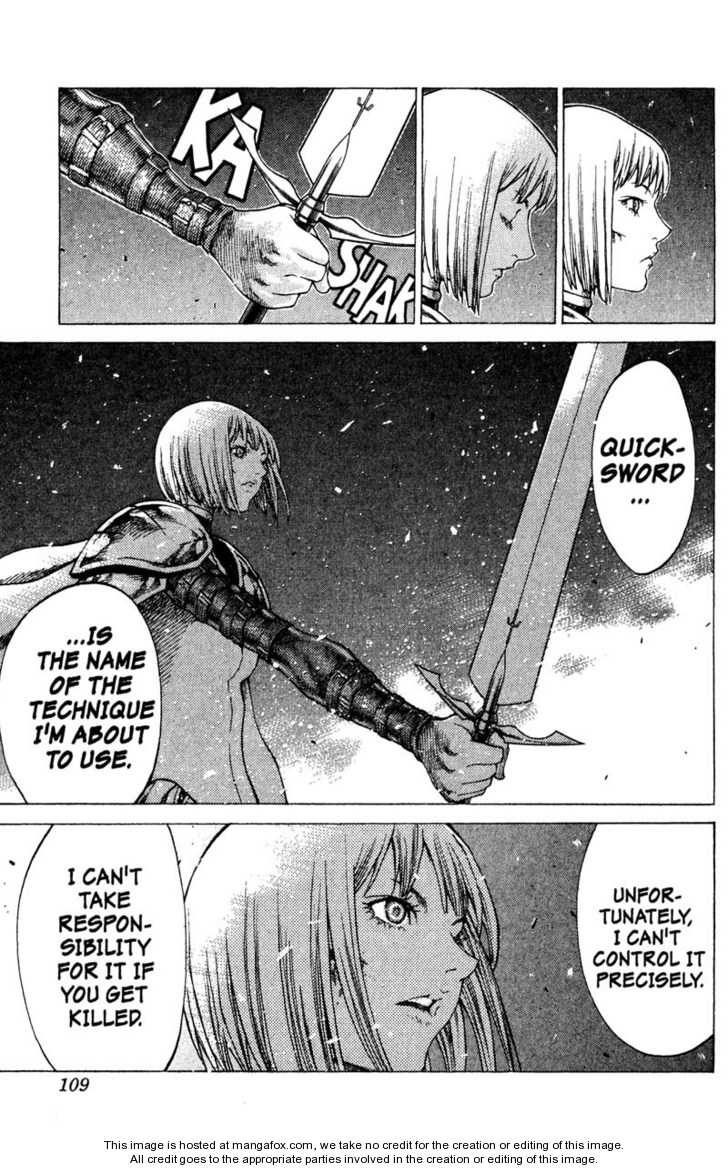 KA
SHAK
QUICK-
SWORD
...
...IS
THE NAME
OF THE
TECHNIQUE
I'M ABOUT
TO USE.
UNFOR-
TUNATELY,
I CAN'T
CONTROL IT
PRECISELY.
I CAN'T
TAKE
RESPON-
SIBILITY
FOR IT IF
YOU GET
KILLED.
109
This image is hosted at mangafox.com, we take no credit for the creation or editing of this image.
All credit goes to the appropriate parties involved in the creation or editing of this image.